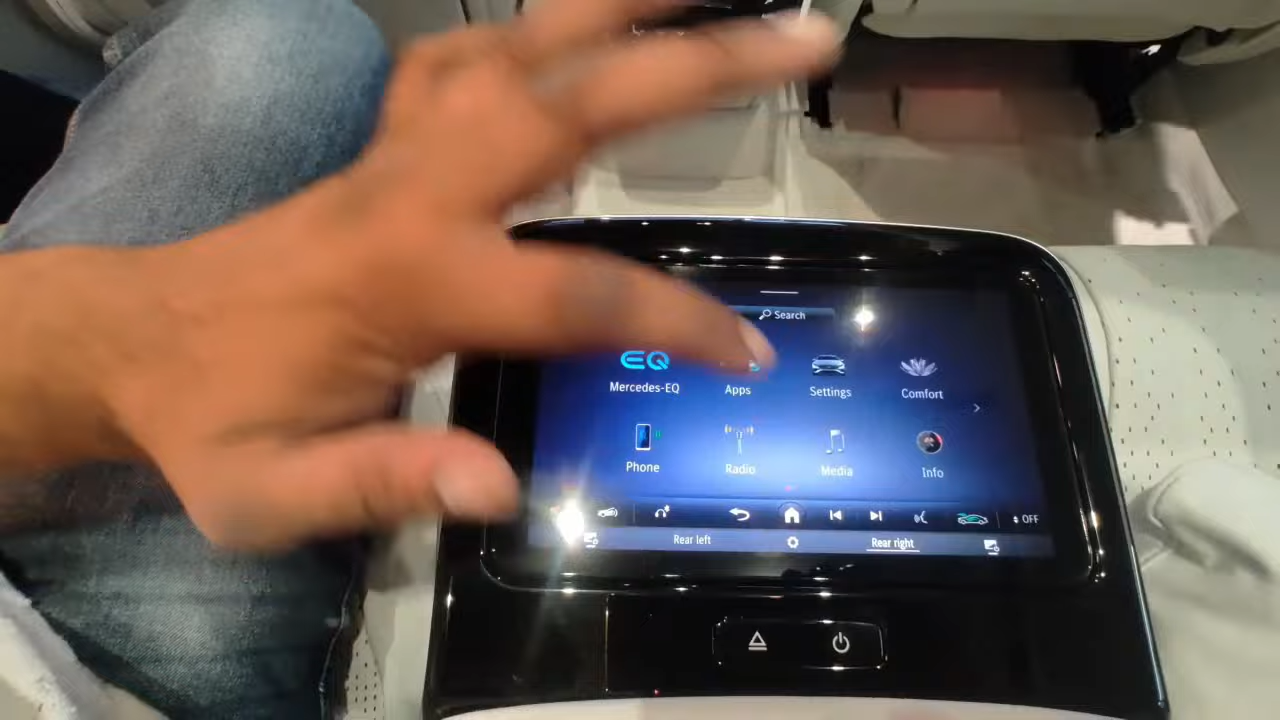 Search
EQ
Mercedes-EQ Apps Settings Comfort
Phone Radio Media Info
OFF
Rear left Rear right